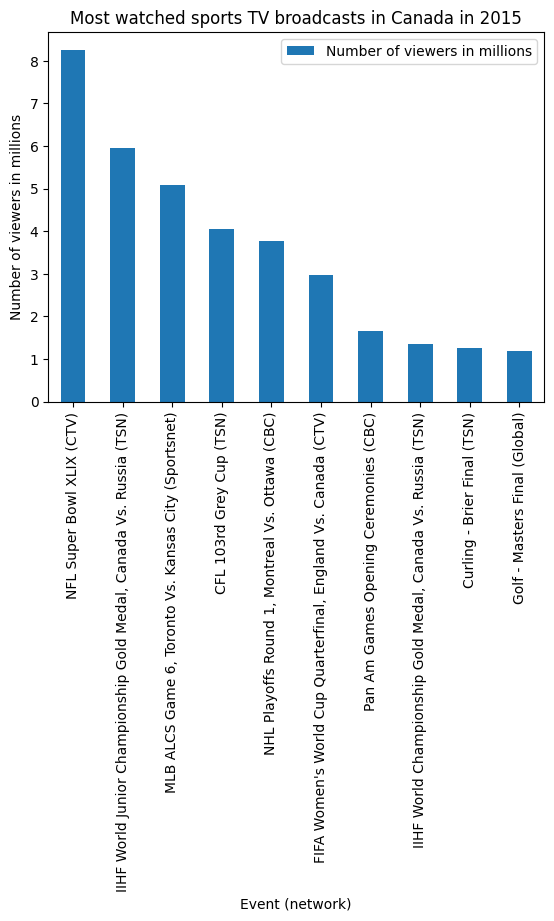 Most watched sports TV broadcasts in Canada in 2015
Number of viewers in millions
Number of viewers in millions
8
7
6
5
4
3
2
1
0
NFL Super Bowl XLIX (CTV)
IIHF World Junior Championship Gold Medal, Canada Vs. Russia (TSN)
MLB ALCS Game 6, Toronto Vs. Kansas City (Sportsnet)
CFL 103rd Grey Cup (TSN)
NHL Playoffs Round 1, Montreal Vs. Ottawa (CBC)
FIFA Women's World Cup Quarterfinal, England Vs. Canada (CTV)
Pan Am Games Opening Ceremonies (CBC)
IIHF World Championship Gold Medal, Canada Vs. Russia (TSN)
Curling - Brier Final (TSN)
Golf - Masters Final (Global)
Event (network)